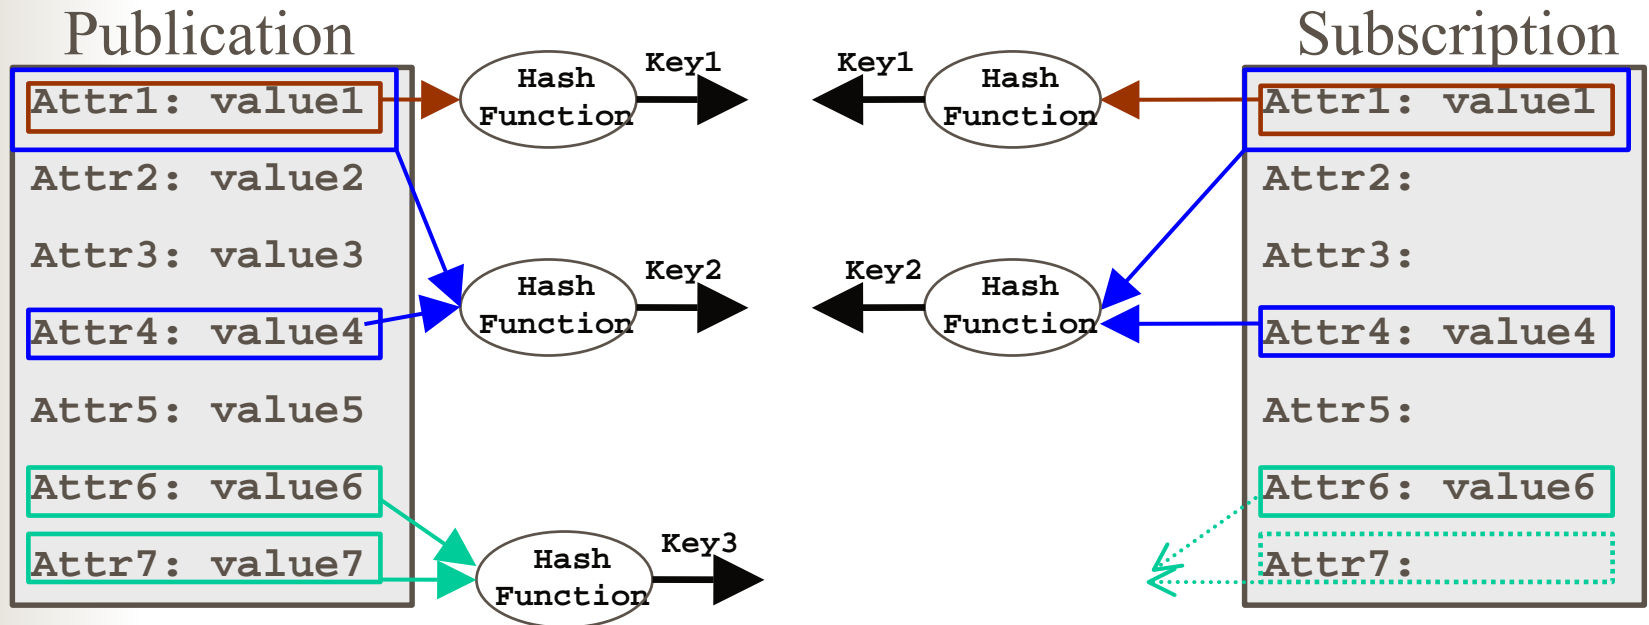 Publication
Attr1: value1
Attr2: value2
Attr3: value3
Attr4: value4
Attr5: value5
Attr6: value6
Attr7: value7
Hash
Function
Key1
Hash
Function
Key2
Hash
Function
Key3
Key1
Hash
Function
Key2
Hash
Function
Subscription
Attr1: value1
Attr2:
Attr3:
Attr4: value4
Attr5:
Attr6: value6
Attr7: